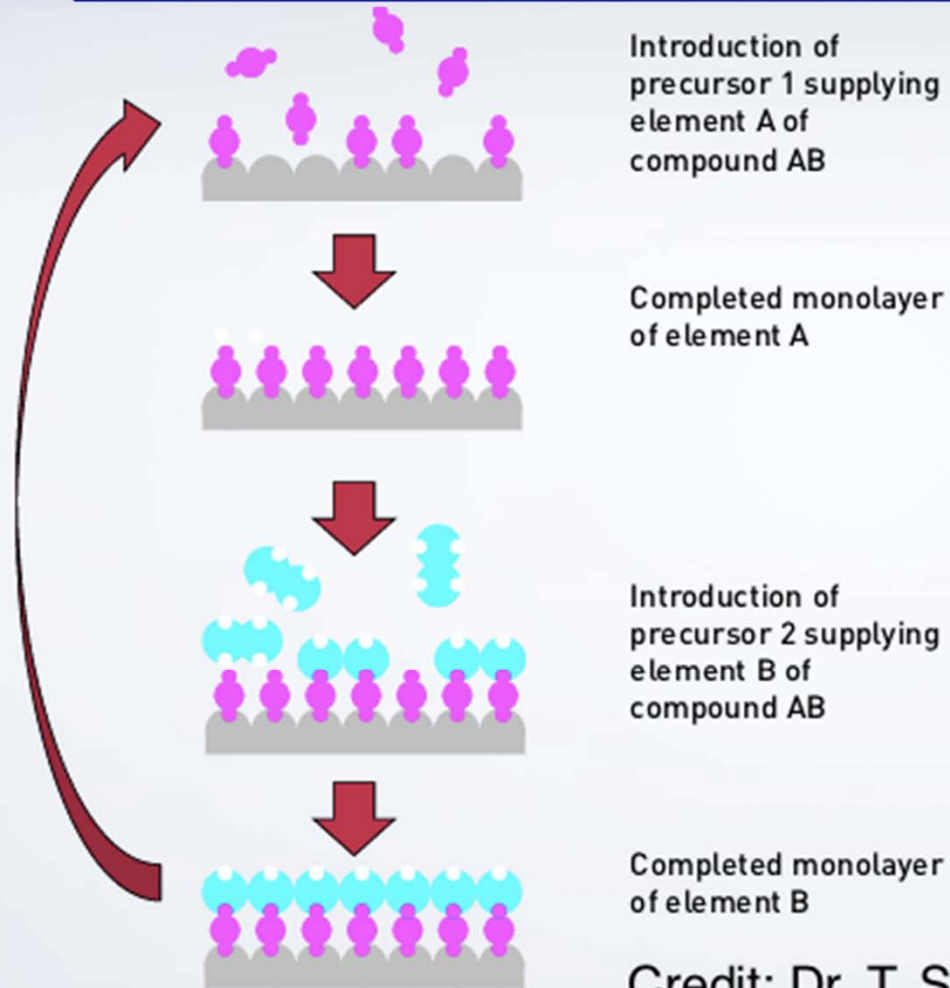 Introduction of
precursor 1 supplying
element A of
compound AB
Completed monolayer
of element A
Introduction of
precursor 2 supplying
element B of
compound AB
Completed monolayer
of element B
Credit: Dr. T. S